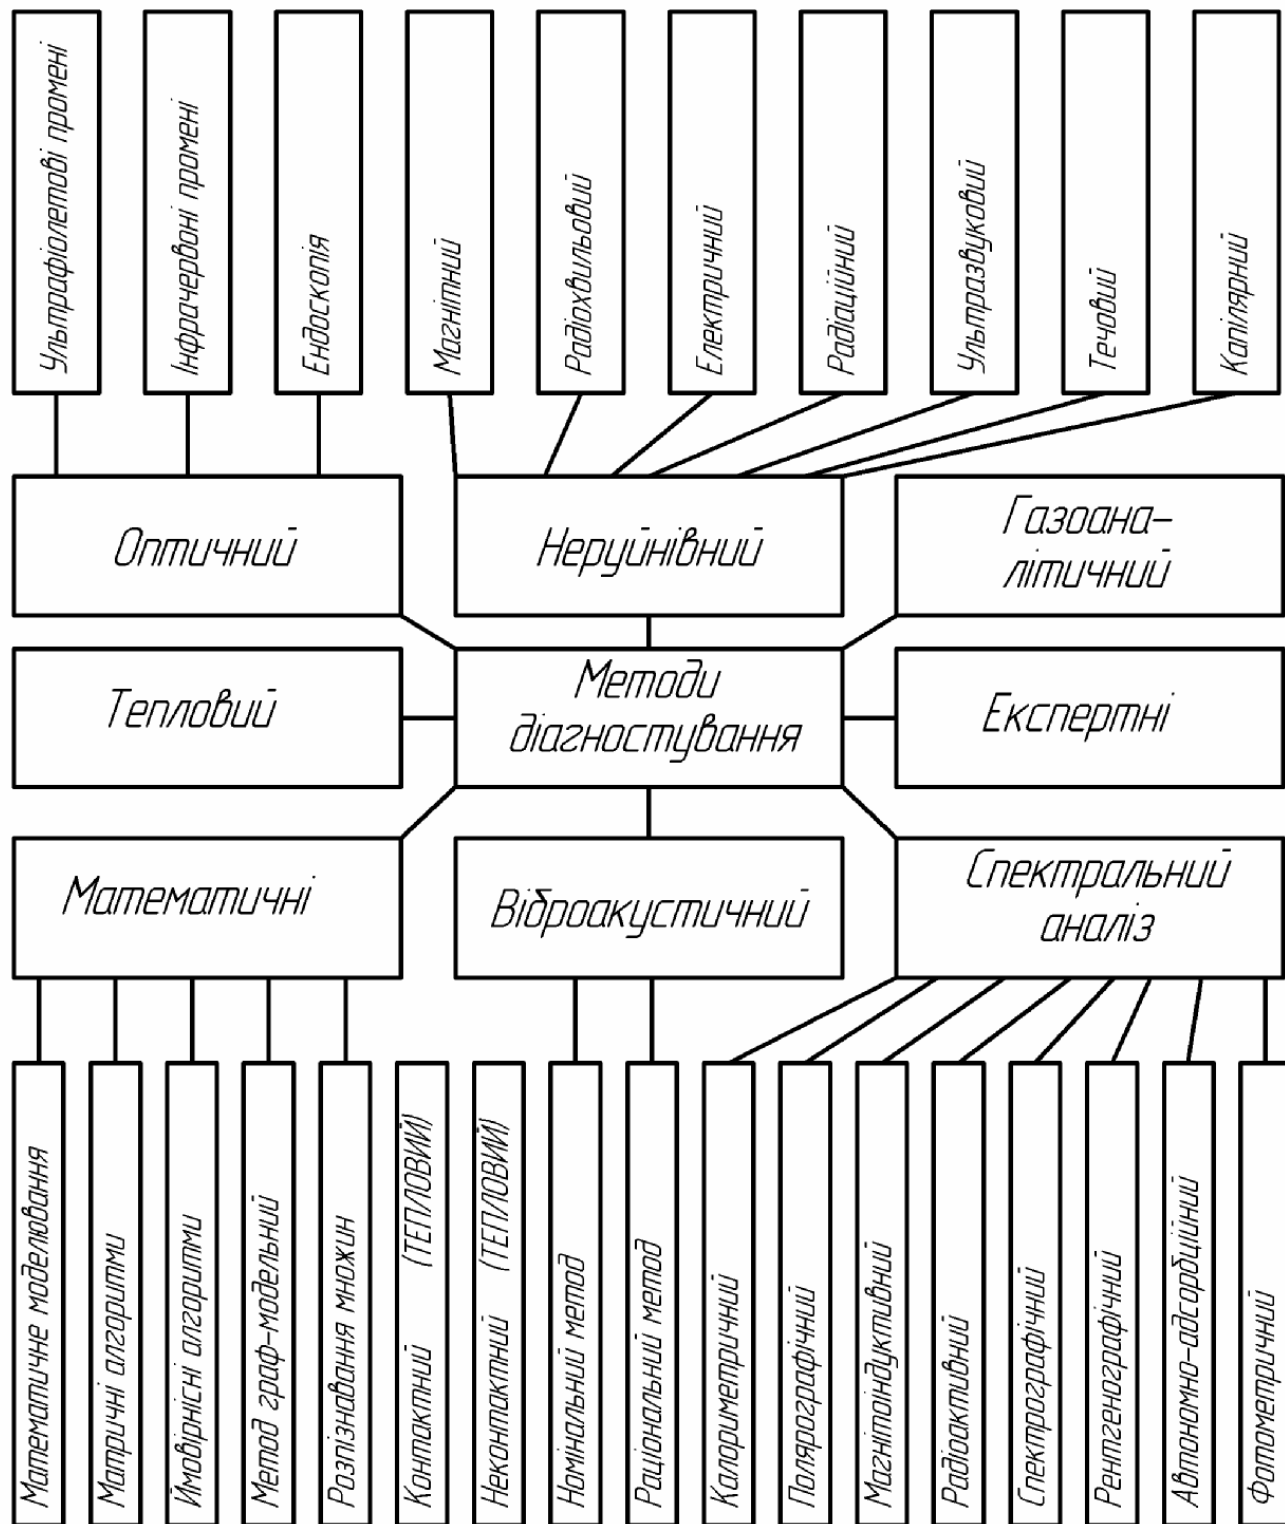 Ультрафіолетові промені
Інфрачервоні промені
Ендоскопія
Магнітний
Радіохвильовий
Електричний
Радіаційний
Ультразвуковий
Течовий
Капілярний
Оптичний
Неруйнівний
Газоана-
літичний
Тепловий
Методи
діагностування
Експертні
Математичні
Віброакустичний
Спектральний
аналіз
Математичне моделювання
Матричні алгоритми
Ймовірнісні алгоритми
Метод граф-модельний
Розпізнавання множин
Контактний (ТЕПЛОВИЙ)
Неконтактний (ТЕПЛОВИЙ)
Номінальний метод
Раціональний метод
Калориметричний
Полярографічний
Магнітоіндуктивний
Радіоактивний
Спектрографічний
Рентгенографічний
Автономно-адсорбційний
Фотометричний